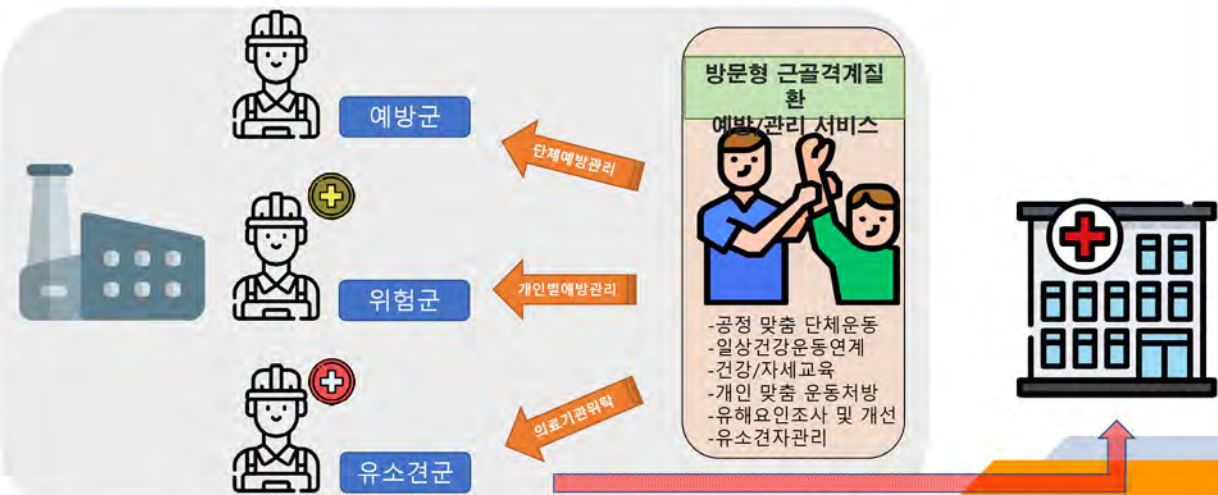 예방군
단체예방관리
위험군
개인별예방관리
유소견군
의료기관위탁
방문형 근골격계질
환
예방/관리 서비스
-공정 맞춤 단체운동
-일상건강운동연계
-건강/자세교육
-개인 맞춤 운동처방
-유해요인조사 및 개선
-유소견자관리